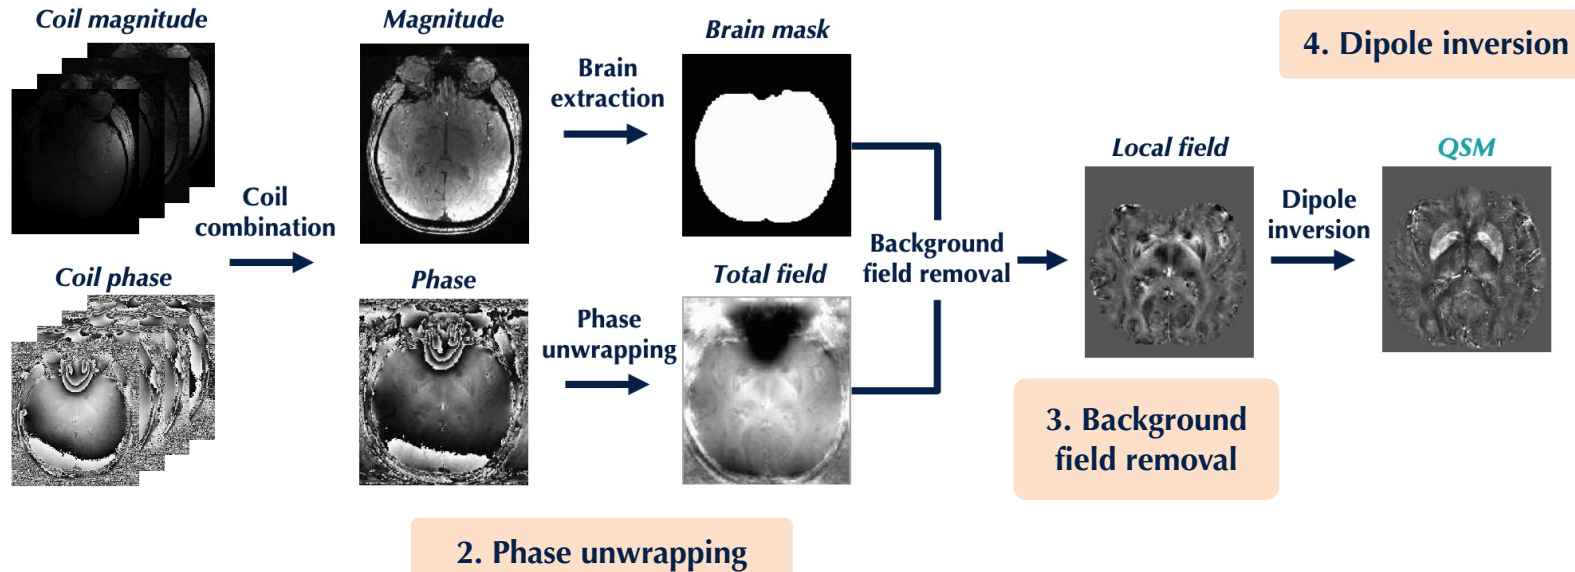 Coil magnitude
Magnitude
Brain mask
4. Dipole inversion
Brain
extraction
Local field
QSM
Coil
combination
Dipole
inversion
Background
field removal
Coil phase
Phase
Total field
Phase
unwrapping
3. Background
field removal
2. Phase unwrapping